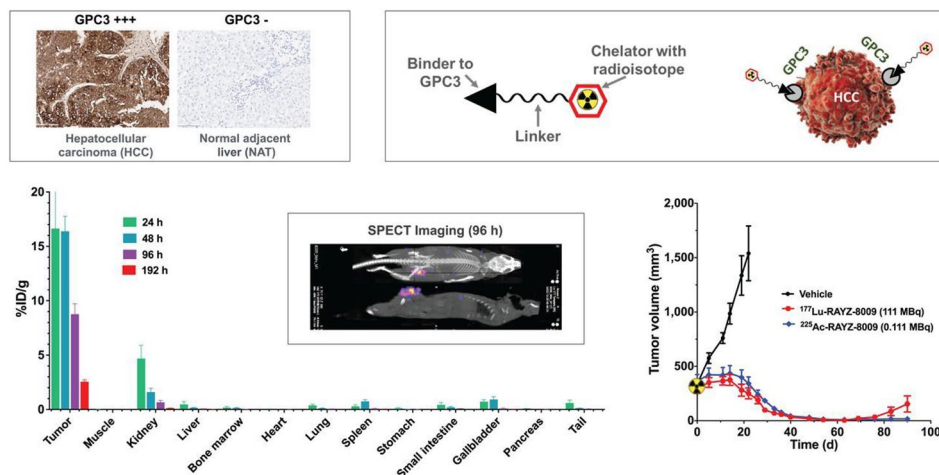 GPC3 +++
GPC3 -
Hepatocellular
carcinoma (HCC)
Normal adjacent
liver (NAT)
Binder to
GPC3
Chelator with
radioisotope
Linker
GPC3
GPC3
HCC
%ID/g
20
15
10
5
0
24 h
48 h
96 h
192 h
Tumor
Muscle
Kidney
Liver
Bone marrow
Heart
Lung
Spleen
Stomach
Small intestine
Gallbladder
Pancreas
Tail
SPECT Imaging (96 h)
Tumor volume (mm³)
2,000
1,500
1,000
500
0
0
20
40
60
80
100
Time (d)
Vehicle
¹⁷⁷Lu-RAYZ-8009 (111 MBq)
²²⁵Ac-RAYZ-8009 (0.111 MBq)